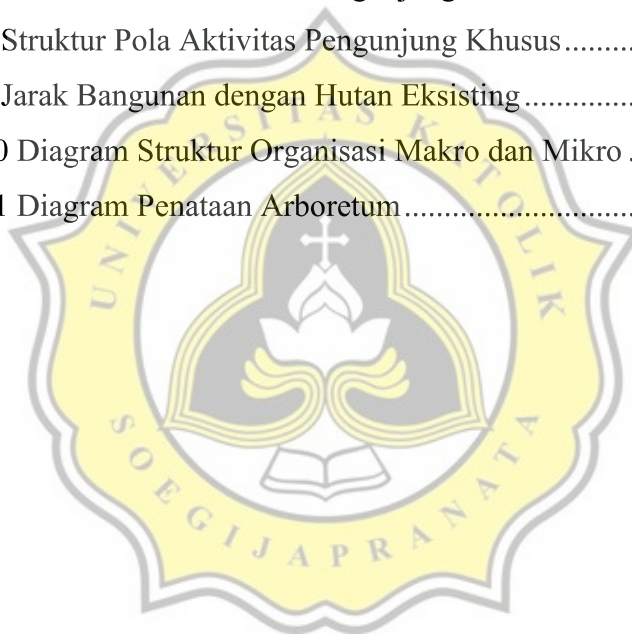 Struktur Pola Aktivitas Pengunjung Khusus..........
Jarak Bangunan dengan Hutan Eksisting...............
0 Diagram Struktur Organisasi Makro dan Mikro .
1 Diagram Penataan Arboretum..............................
UNIVERSITAS KATOLIK
SOEGIJAPRANATA